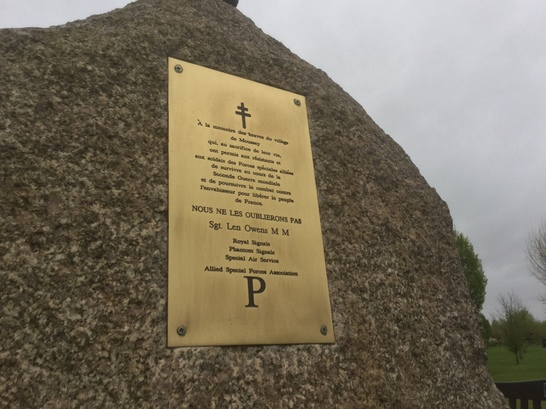 À la mémoire des braves du village
de Moussey
qui, au sacrifice de leur vie,
ont permis aux résistants et
aux soldats des Forces spéciales alliées
de survivre au cours de la
Seconde Guerre mondiale
et de poursuivre le combat contre
l'envahisseur pour libérer le peuple
de France.
NOUS NE LES OUBLIERONS PAS
Sgt. Len Owens M M
Royal Signals
Phantom Signals
Special Air Service
Allied Special Forces Association
P